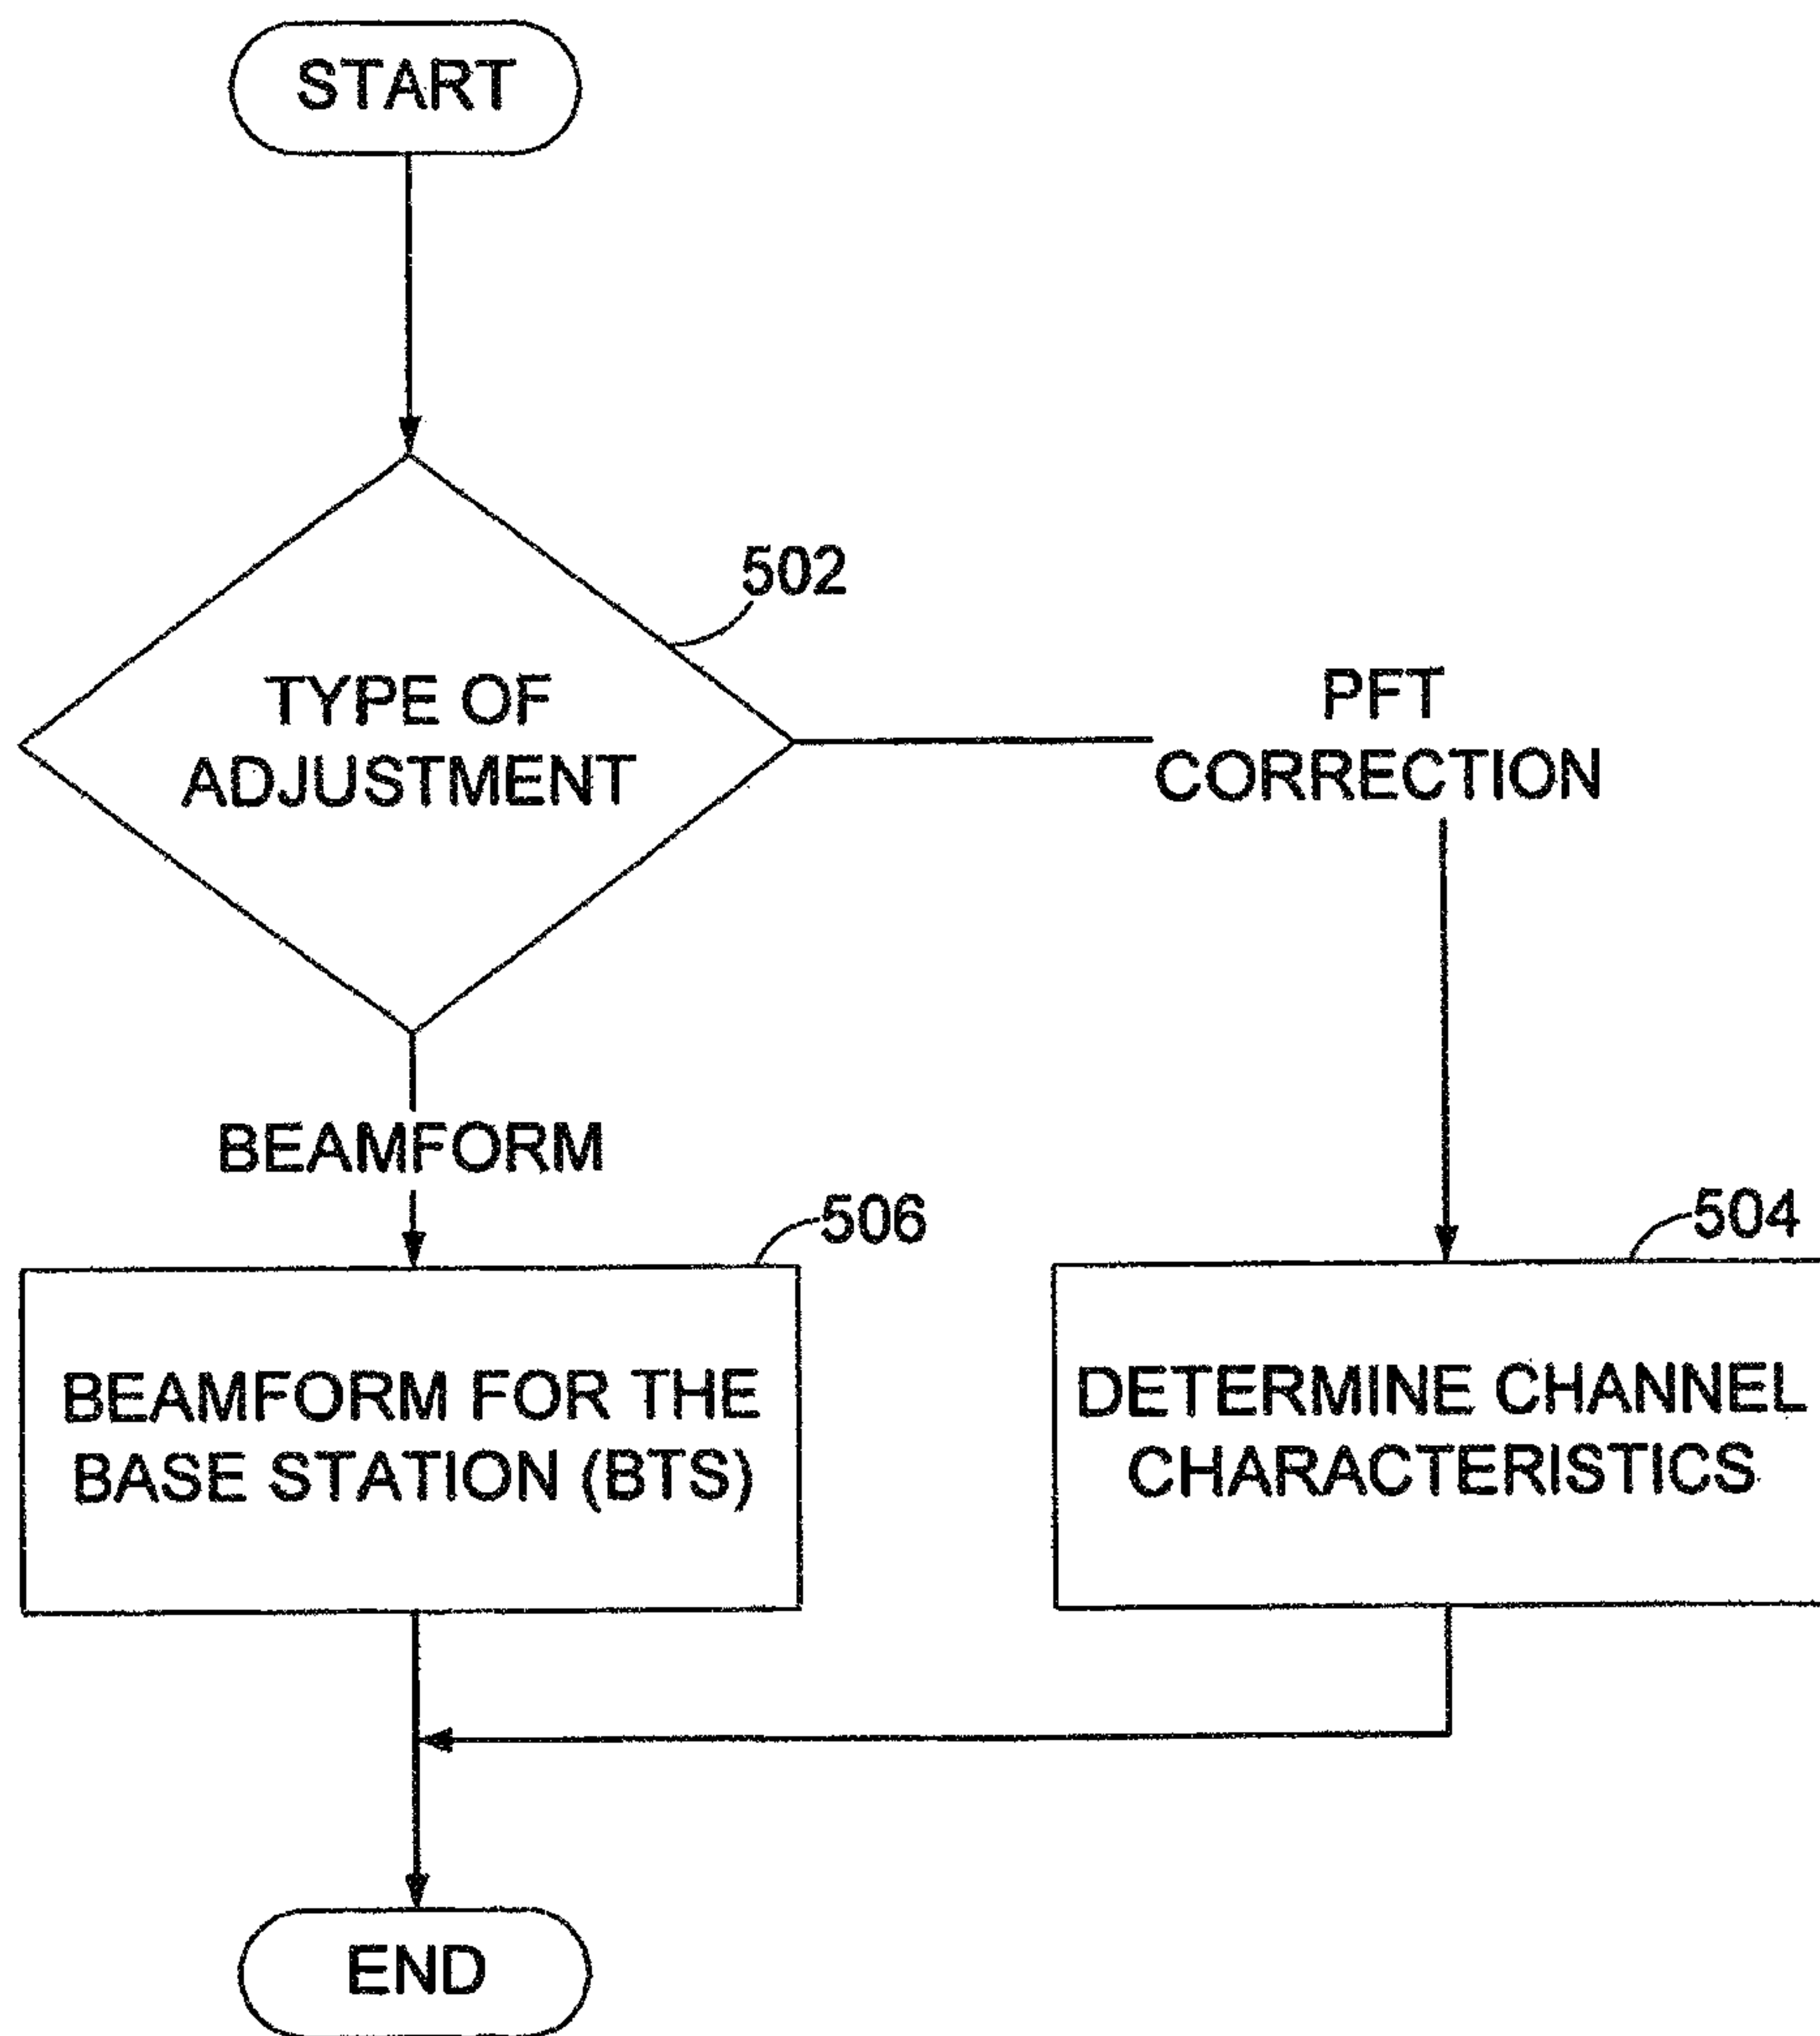 START
502
TYPE OF
ADJUSTMENT
PFT
CORRECTION
BEAMFORM
506
504
BEAMFORM FOR THE
BASE STATION (BTS)
DETERMINE CHANNEL
CHARACTERISTICS
END